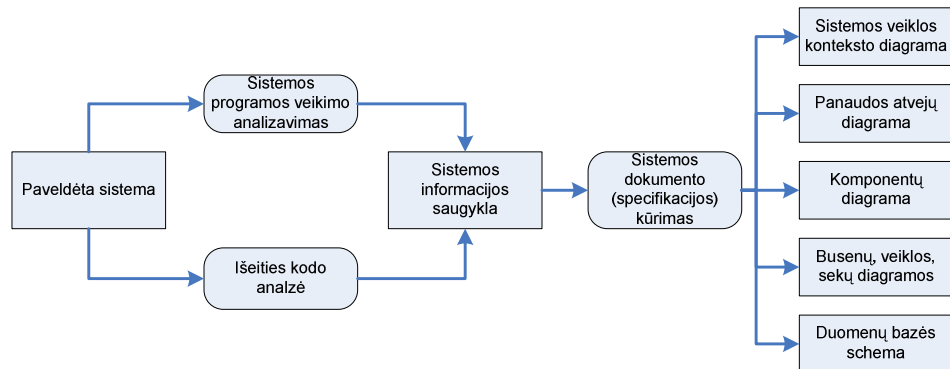 Paveldėta sistema
Sistemos
programos veikimo
analizavimas
Išeities kodo
analzė
Sistemos
informacijos
saugykla
Sistemos
dokumento
(specifikacijos)
kūrimas
Sistemos veiklos
konteksto diagrama
Panaudos atvejų
diagrama
Komponentų
diagrama
Busenų, veiklos,
sekų diagramos
Duomenų bazės
schema